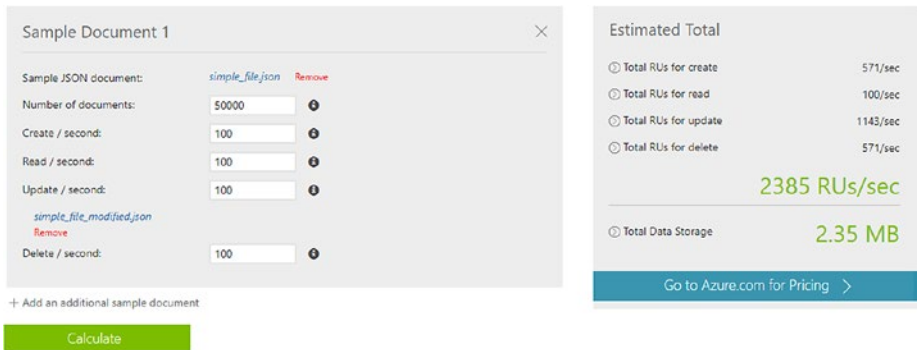 Sample Document 1
Sample JSON document: simple_file.json Remove
Number of documents: 50000
Create / second: 100
Read / second: 100
Update / second: 100
simple_file_modified.json
Remove
Delete / second: 100
+ Add an additional sample document
Calculate
Estimated Total
Total RUs for create 571/sec
Total RUs for read 100/sec
Total RUs for update 1143/sec
Total RUs for delete 571/sec
2385 RUs/sec
Total Data Storage 2.35 MB
Go to Azure.com for Pricing